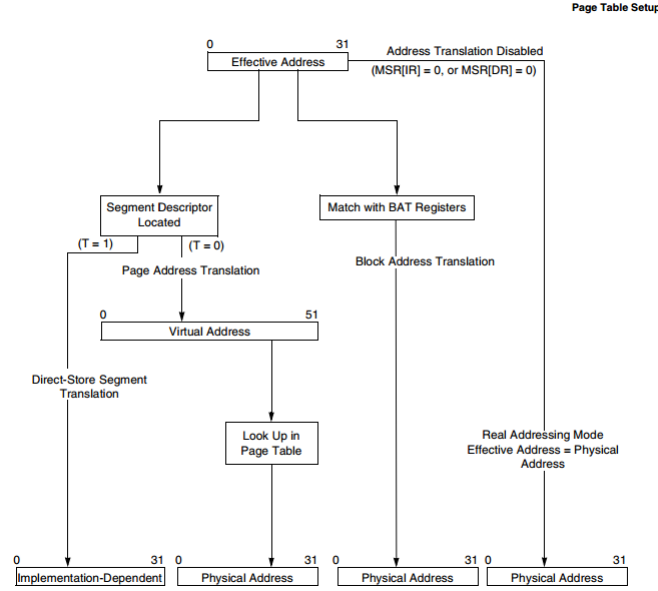 Page Table Setup
0 31
Effective Address
Address Translation Disabled
(MSR[IR] = 0, or MSR[DR] = 0)
Segment Descriptor
Located
Match with BAT Registers
(T = 1) (T = 0)
Page Address Translation
Block Address Translation
0 51
Virtual Address
Direct-Store Segment
Translation
Look Up in
Page Table
Real Addressing Mode
Effective Address = Physical
Address
0 31 0 31 0 31 0 31
Implementation-Dependent Physical Address Physical Address Physical Address